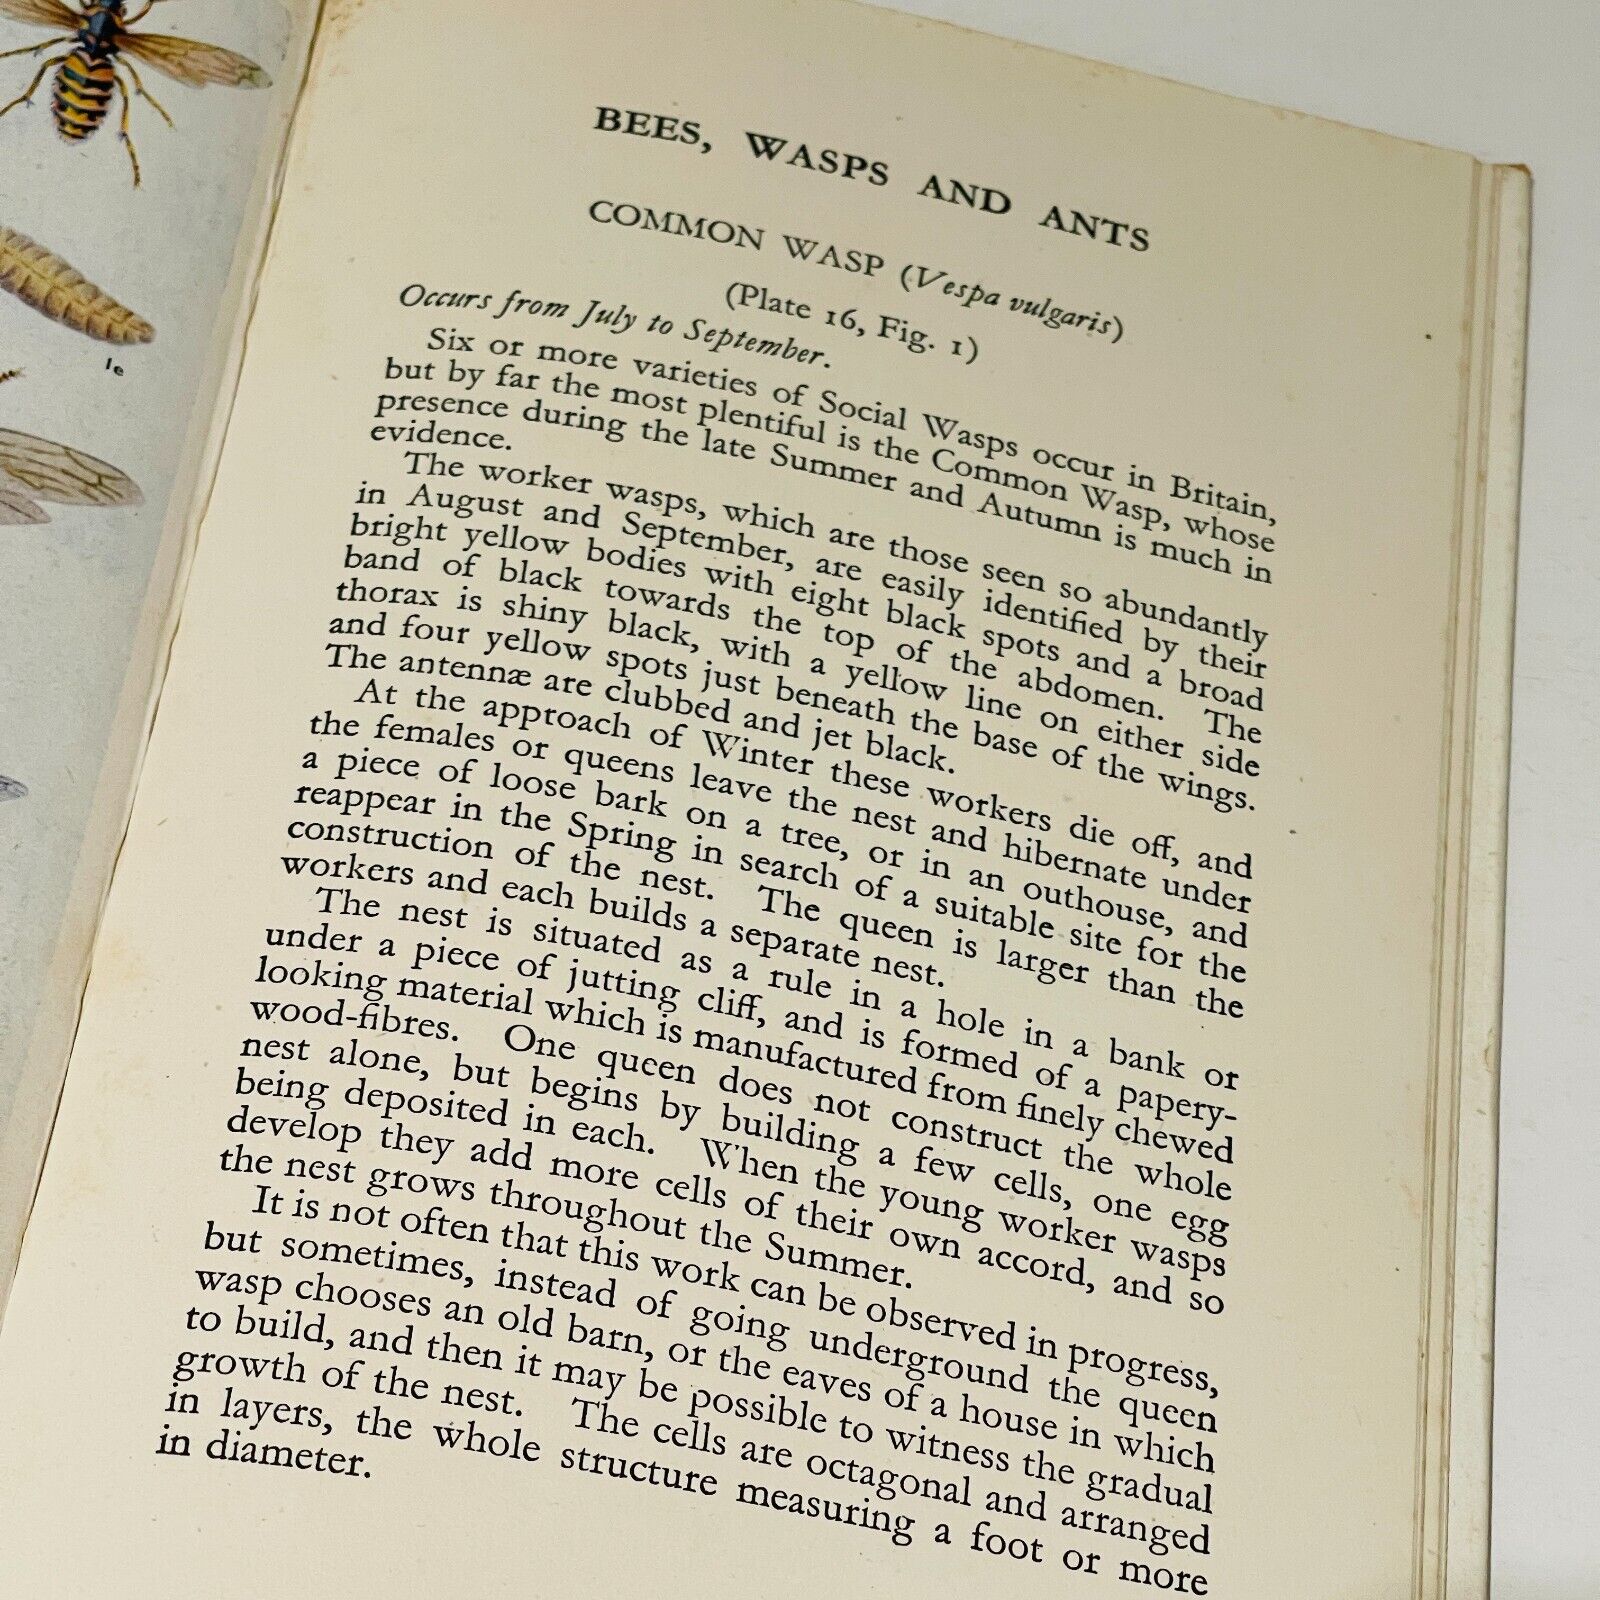 BEES, WASPS AND ANTS
COMMON WASP (Vespa vulgaris)
(Plate 16, Fig. 1)
Occurs from July to September.
Six or more varieties of Social Wasps occur in Britain,
but by far the most plentiful is the Common Wasp, whose
presence during the late Summer and Autumn is much in
evidence.
The worker wasps, which are those seen so abundantly
in August and September, are easily identified by their
bright yellow bodies with eight black spots and a broad
band of black towards the top of the abdomen. The
thorax is shiny black, with a yellow line on either side
and four yellow spots just beneath the base of the wings.
The antennæ are clubbed and jet black.
At the approach of Winter these workers die off, and
the females or queens leave the nest and hibernate under
a piece of loose bark on a tree, or in an outhouse, and
reappear in the Spring in search of a suitable site for the
construction of the nest. The queen is larger than the
workers and each builds a separate nest.
The nest is situated as a rule in a hole in a bank or
under a piece of jutting cliff, and is formed of a papery-
looking material which is manufactured from finely chewed
wood-fibres. One queen does not construct the whole
nest alone, but begins by building a few cells, one egg
being deposited in each. When the young worker wasps
develop they add more cells of their own accord, and so
the nest grows throughout the Summer.
It is not often that this work can be observed in progress,
but sometimes, instead of going underground the queen
wasp chooses an old barn, or the eaves of a house in which
to build, and then it may be possible to witness the gradual
growth of the nest. The cells are octagonal and arranged
in layers, the whole structure measuring a foot or more
in diameter.
1e